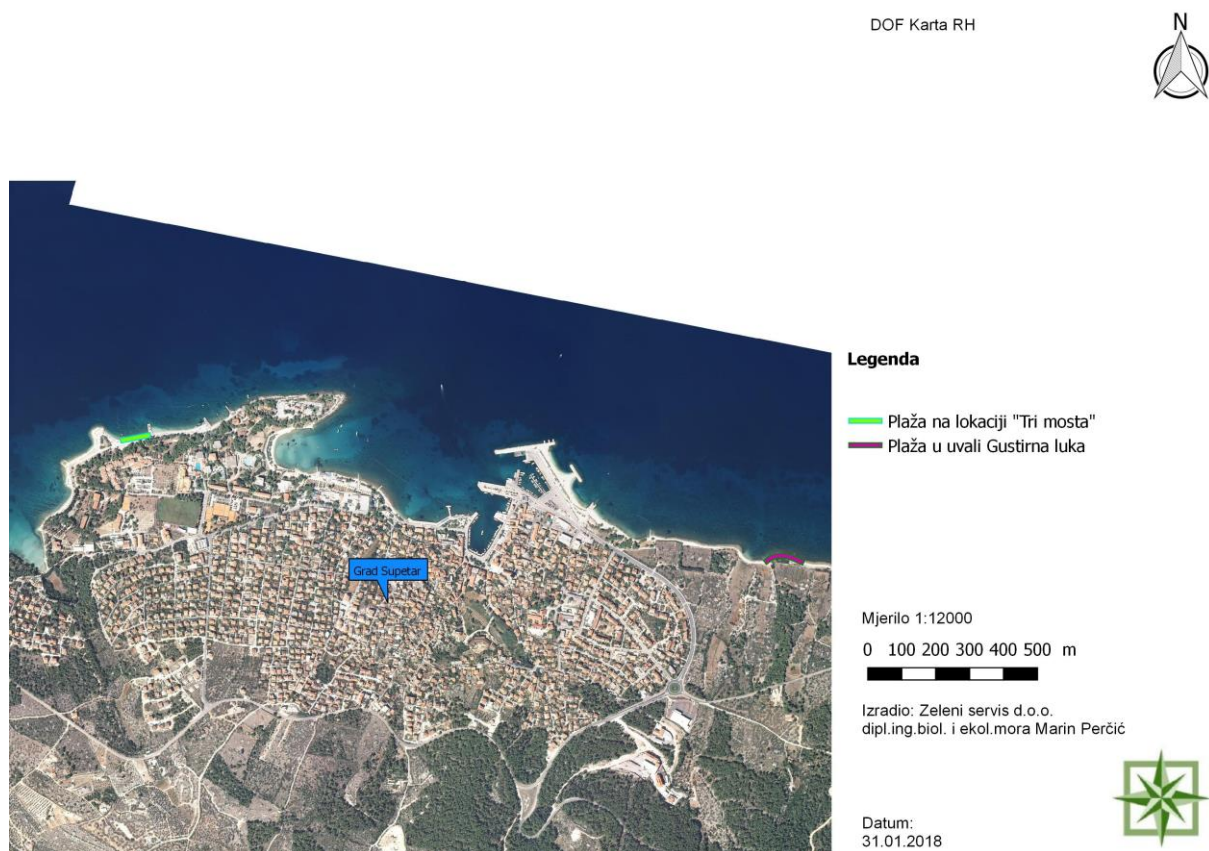 DOF Karta RH
N
Legenda
Plaža na lokaciji "Tri mosta"
Plaža u uvali Gustirna luka
Grad Supetar
Mjerilo 1:12000
0 100 200 300 400 500 m
Izradio: Zeleni servis d.o.o.
dipl.ing.biol. i ekol.mora Marin Perčić
Datum:
31.01.2018